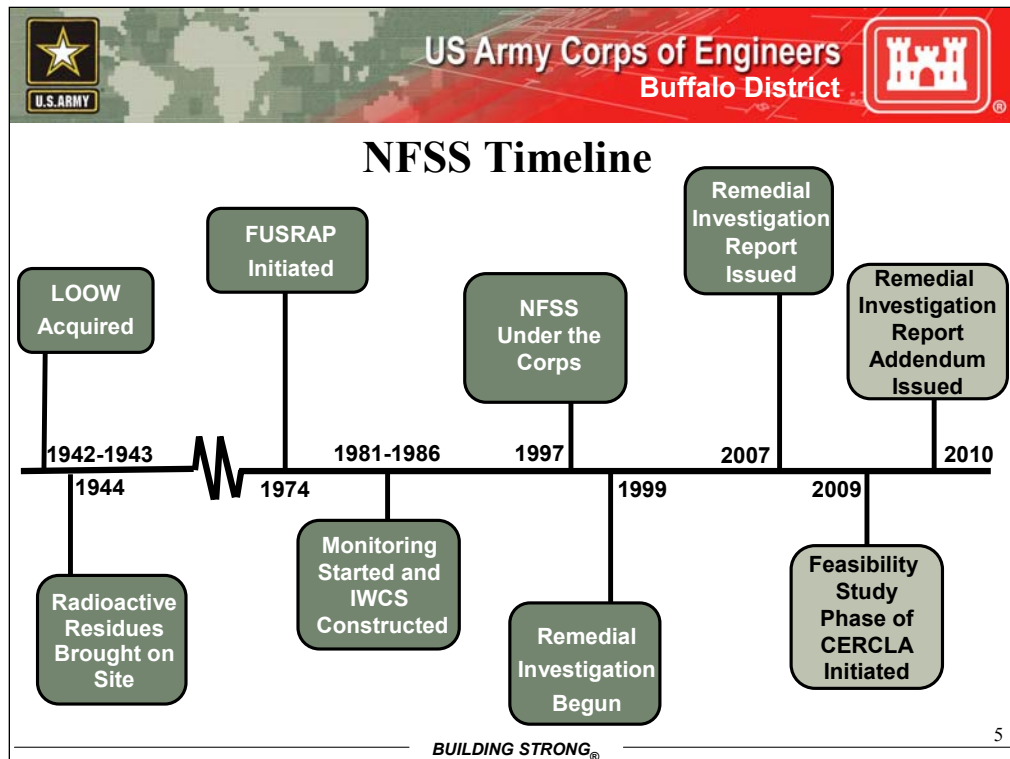 U.S.ARMY
US Army Corps of Engineers
Buffalo District
®
NFSS Timeline
LOOW
Acquired
FUSRAP
Initiated
NFSS
Under the
Corps
Remedial
Investigation
Report
Issued
Remedial
Investigation
Report
Addendum
Issued
1942-1943
1981-1986
1997
2007
2010
1944
1974
1999
2009
Radioactive
Residues
Brought on
Site
Monitoring
Started and
IWCS
Constructed
Remedial
Investigation
Begun
Feasibility
Study
Phase of
CERCLA
Initiated
BUILDING STRONG®
5